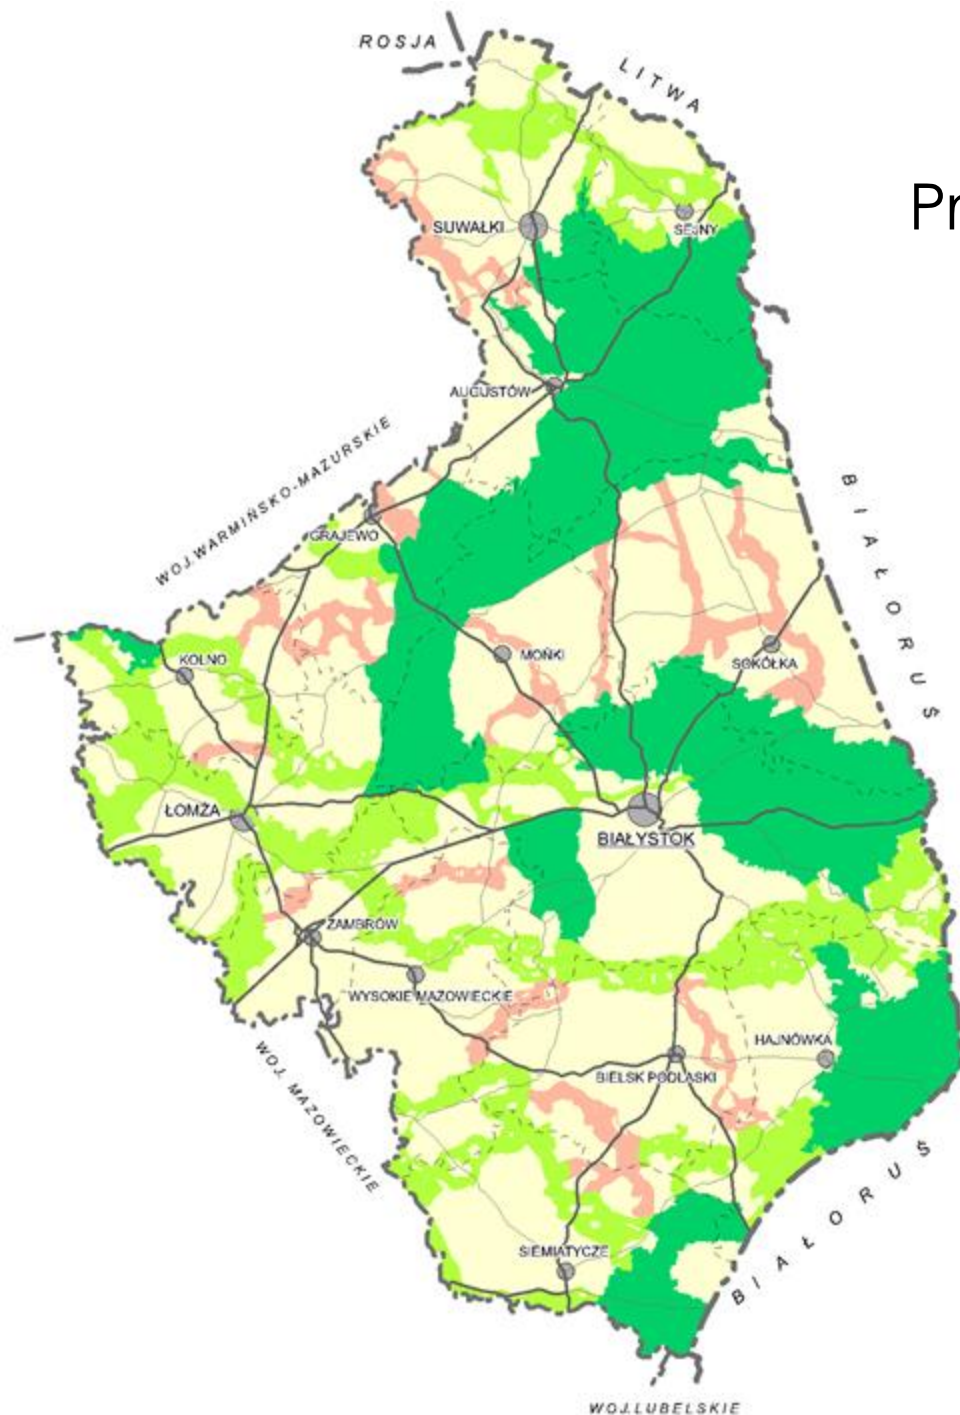 ROSJA
LITWA
Pr
SUWAŁKI
SEJNY
AUGUSTÓW
WOJ.WARMIŃSKO-MAZURSKIE
GRAJEWO
BIAŁORUŚ
KOLNO
MOŃKI
SOKÓŁKA
ŁOMŻA
BIAŁYSTOK
ZAMBRÓW
WYSOKIE MAZOWIECKIE
HAJNÓWKA
WOJ. MAZOWIECKIE
BIELSK PODLASKI
BIAŁORUŚ
SIEMIATYCZE
WOJ.LUBELSKIE